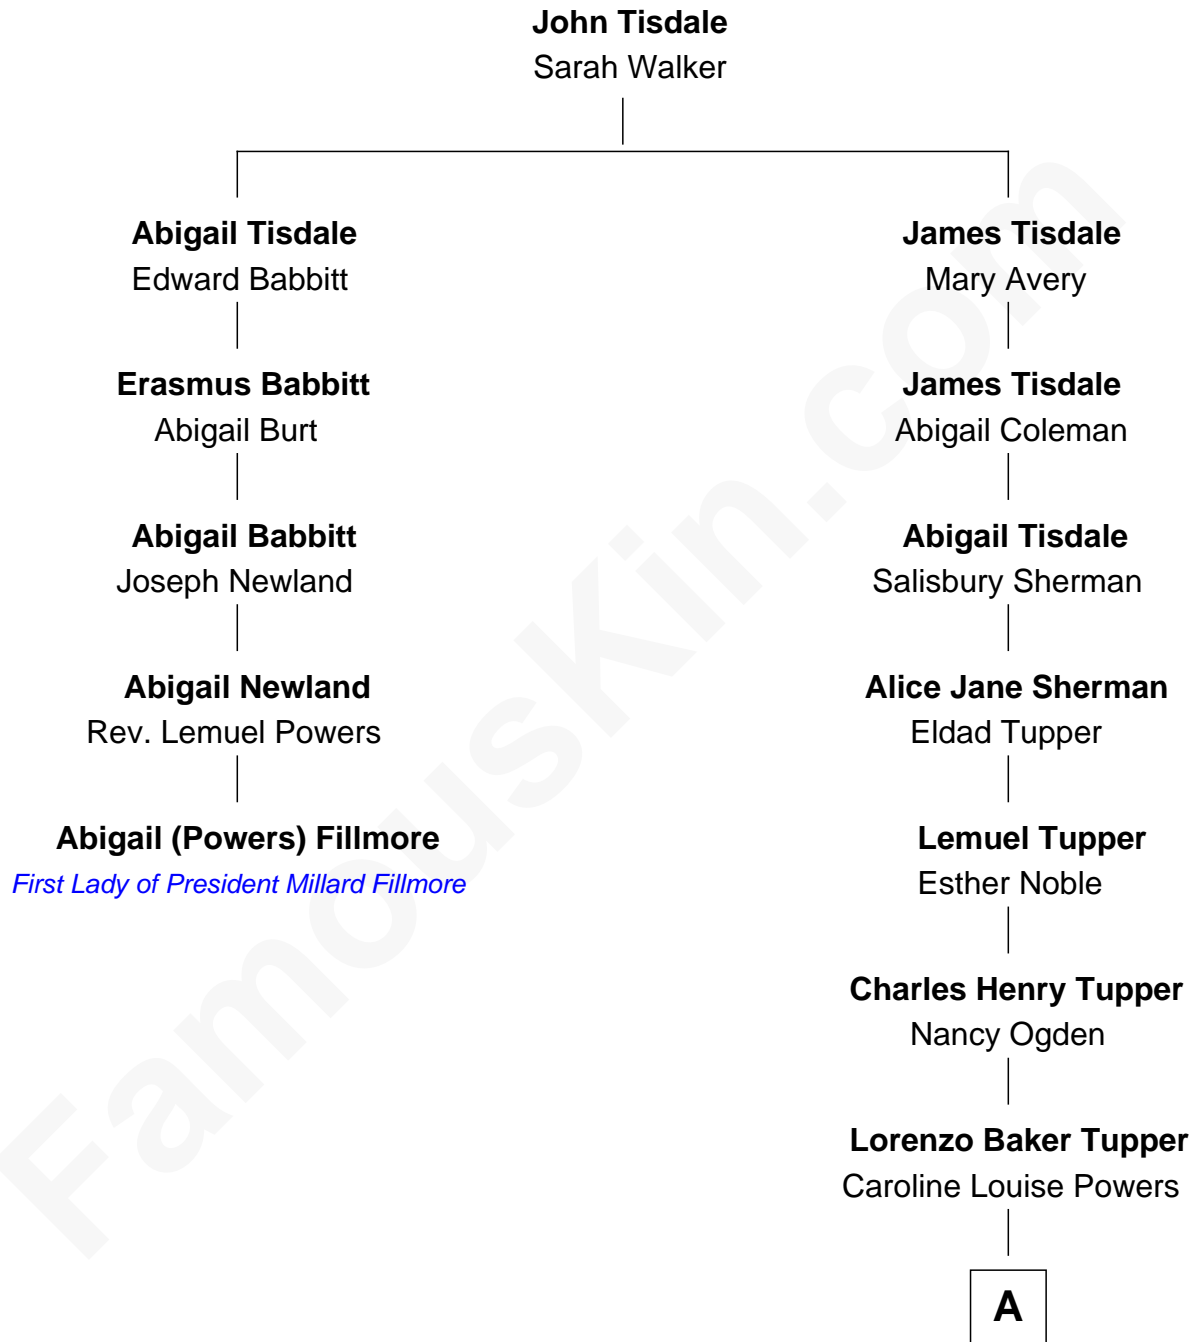 John Tisdale
Sarah Walker
Abigail Tisdale
Edward Babbitt
James Tisdale
Mary Avery
Erasmus Babbitt
Abigail Burt
James Tisdale
Abigail Coleman
Abigail Babbitt
Joseph Newland
Abigail Tisdale
Salisbury Sherman
Abigail Newland
Rev. Lemuel Powers
Alice Jane Sherman
Eldad Tupper
Abigail (Powers) Fillmore
First Lady of President Millard Fillmore
Lemuel Tupper
Esther Noble
Charles Henry Tupper
Nancy Ogden
Lorenzo Baker Tupper
Caroline Louise Powers
A
FamousKin.com